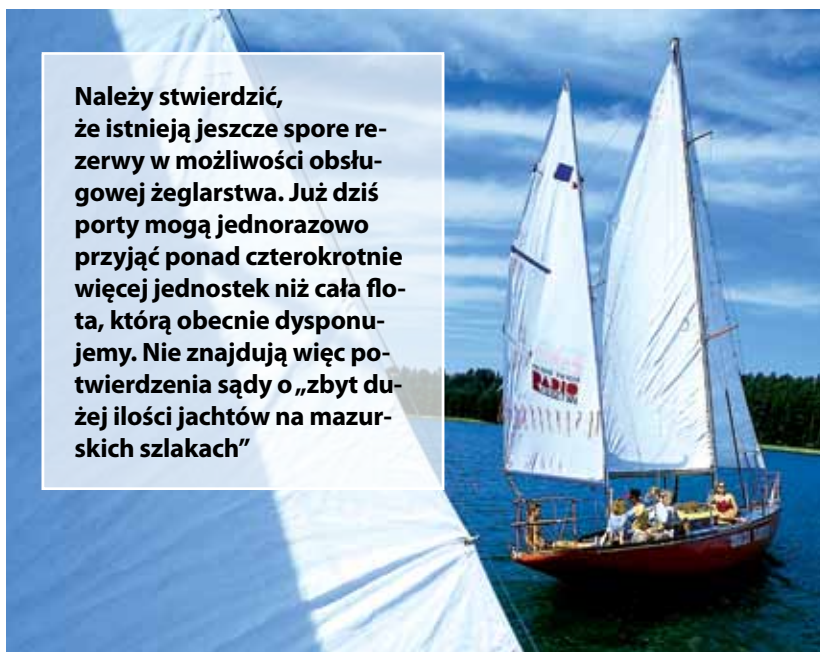 Należy stwierdzić,
że istnieją jeszcze spore re-
zerwy w możliwości obsłu-
gowej żeglarstwa. Już dziś
porty mogą jednorazowo
przyjąć ponad czterokrotnie
więcej jednostek niż cała flo-
ta, którą obecnie dysponu-
jemy. Nie znajdują więc po-
twierdzenia sądy o „zbyt du-
żej ilości jachtów na mazur-
skich szlakach”
RADIO